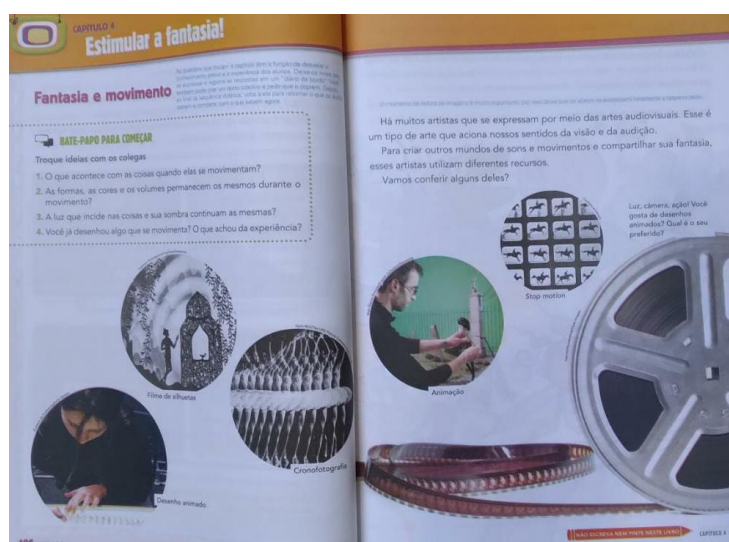 CAPÍTULO 4
Estimular a fantasia!
Fantasia e movimento
BATE-PAPO PARA COMEÇAR
Troque ideias com os colegas
1. O que acontece com as coisas quando elas se movimentam?
2. As formas, as cores e os volumes permanecem os mesmos durante o
movimento?
3. A luz que incide nas coisas e sua sombra continuam as mesmas?
4. Você já desenhou algo que se movimenta? O que achou da experiência?
Filme de silhuetas
Cronofotografia
Desenho animado
Há muitos artistas que se expressam por meio das artes audiovisuais. Esse é
um tipo de arte que aciona nossos sentidos da visão e da audição.
Para criar outros mundos de sons e movimentos e compartilhar sua fantasia,
esses artistas utilizam diferentes recursos.
Vamos conferir alguns deles?
Luz, câmera, ação! Você
gosta de desenhos
animados? Qual é o seu
preferido?
Stop motion
Animação
NÃO ESCREVA NEM PINTE NESTE LIVRO
CAPÍTULO 4